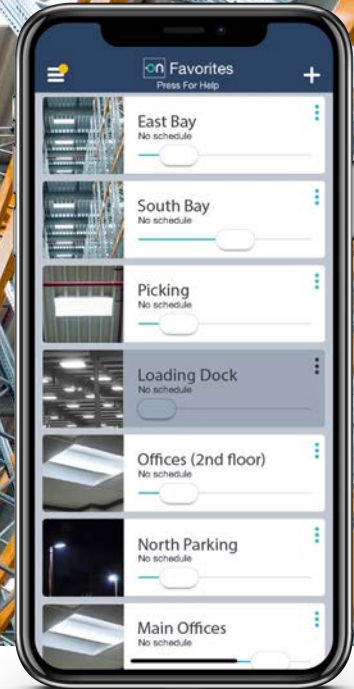 on Favorites
Press For Help
East Bay
No schedule
South Bay
No schedule
Picking
No schedule
Loading Dock
No schedule
Offices (2nd floor)
No schedule
North Parking
No schedule
Main Offices
No schedule